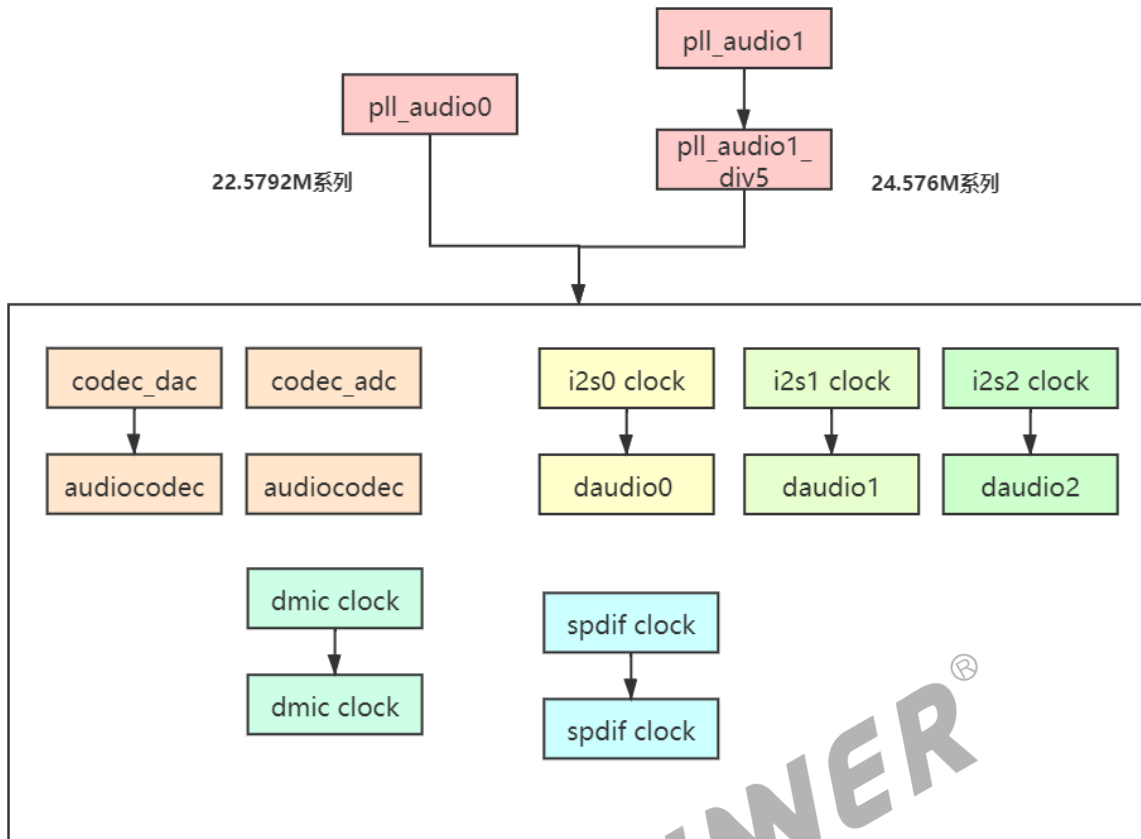 pll_audio1
pll_audio0
pll_audio1_
div5
22.5792M系列
24.576M系列
codec_dac
codec_adc
i2s0 clock
i2s1 clock
i2s2 clock
audiocodec
audiocodec
daudio0
daudio1
daudio2
dmic clock
spdif clock
dmic clock
spdif clock
WNER®